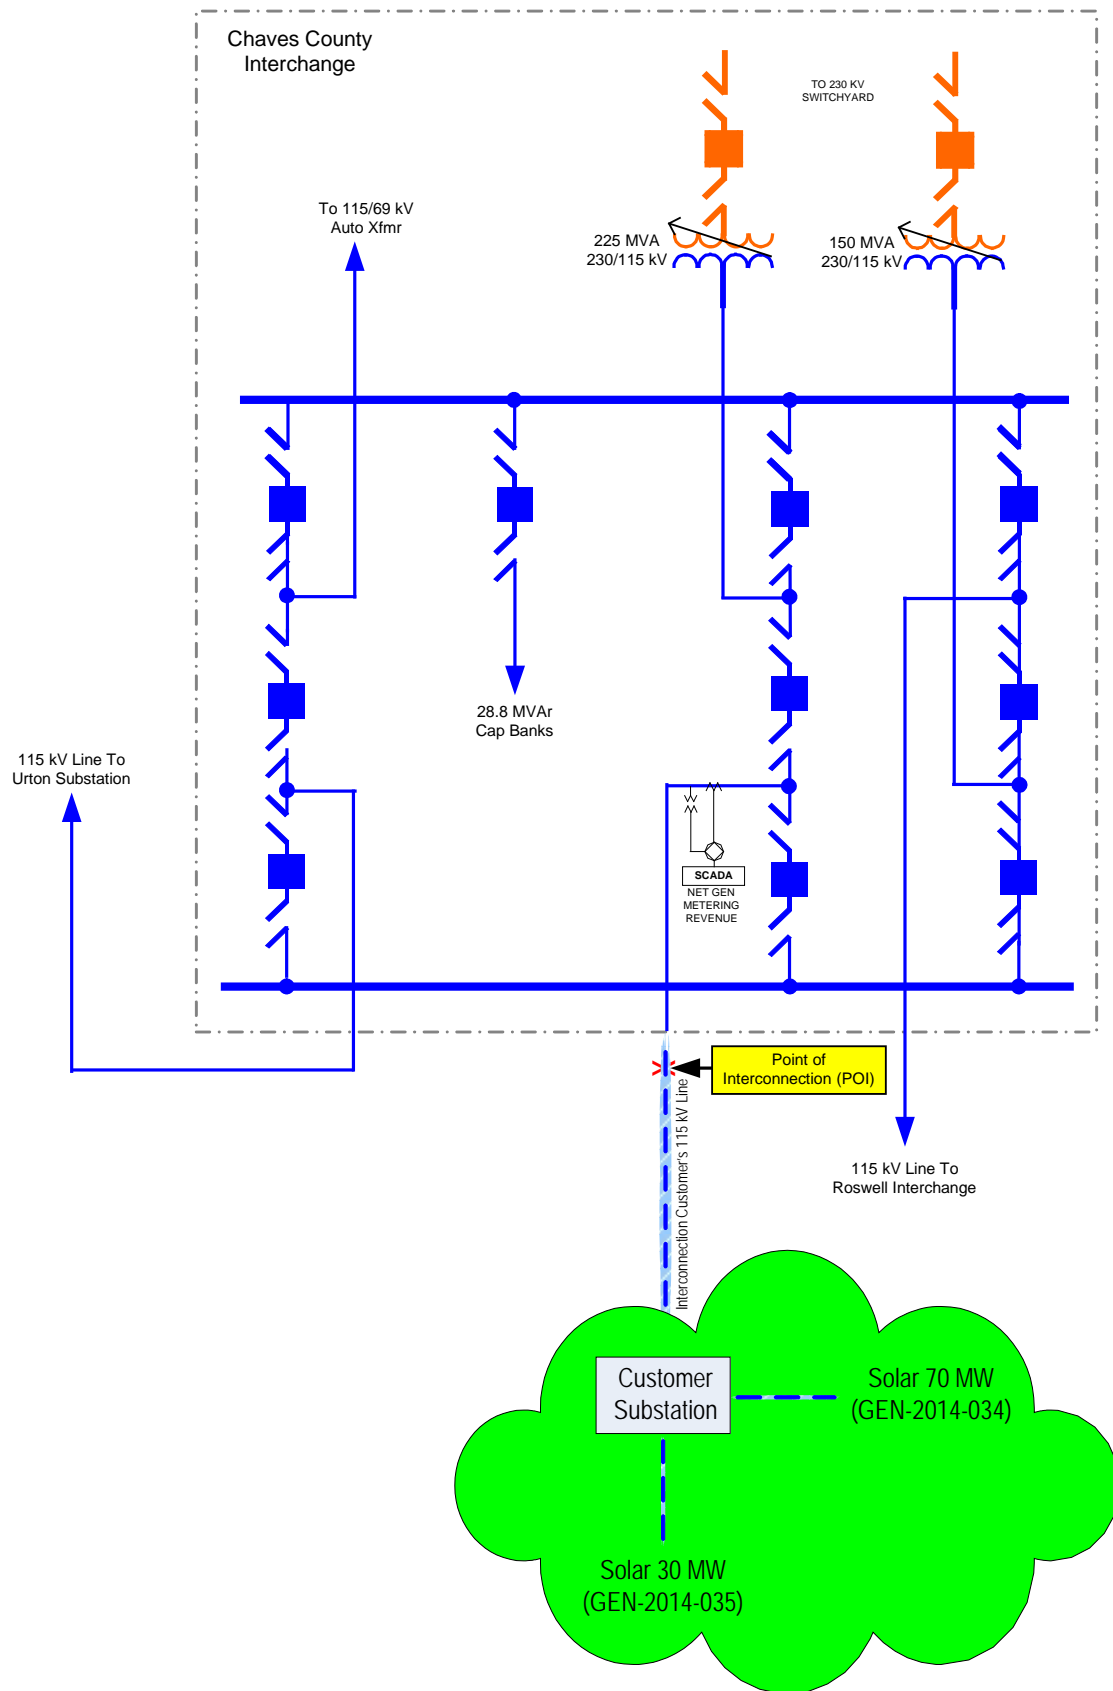 Chaves County
Interchange
TO 230 KV
SWITCHYARD
To 115/69 kV
Auto Xfmr
225 MVA
230/115 kV
150 MVA
230/115 kV
28.8 MVAr
Cap Banks
115 kV Line To
Urton Substation
SCADA
NET GEN
METERING
REVENUE
Point of
Interconnection (POI)
Interconnection Customer's 115 kV Line
115 kV Line To
Roswell Interchange
Customer
Substation
Solar 70 MW
(GEN-2014-034)
Solar 30 MW
(GEN-2014-035)